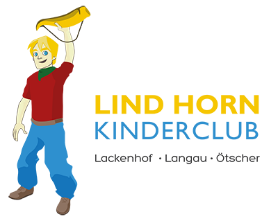 LIND HORN
KINDERCLUB
Lackenhof • Langau • Ötscher